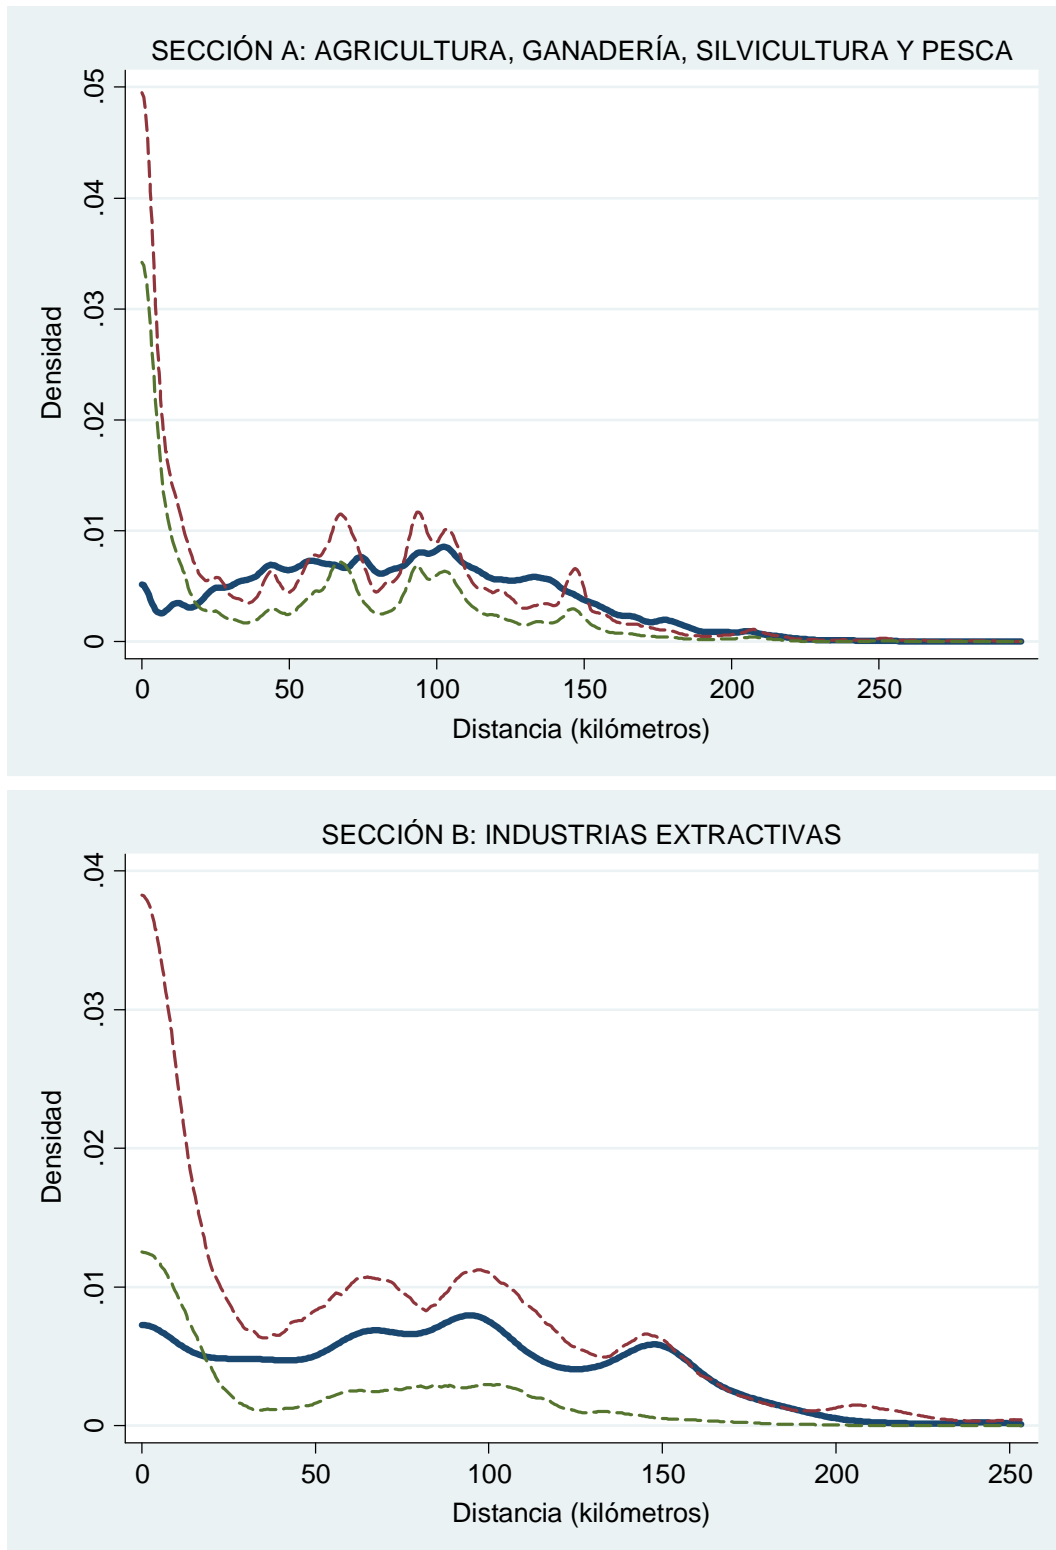 SECCIÓN A: AGRICULTURA, GANADERÍA, SILVICULTURA Y PESCA
.05
.04
.03
.02
.01
0
Densidad
0 50 100 150 200 250
Distancia (kilómetros)
SECCIÓN B: INDUSTRIAS EXTRACTIVAS
.04
.03
.02
.01
0
Densidad
0 50 100 150 200 250
Distancia (kilómetros)